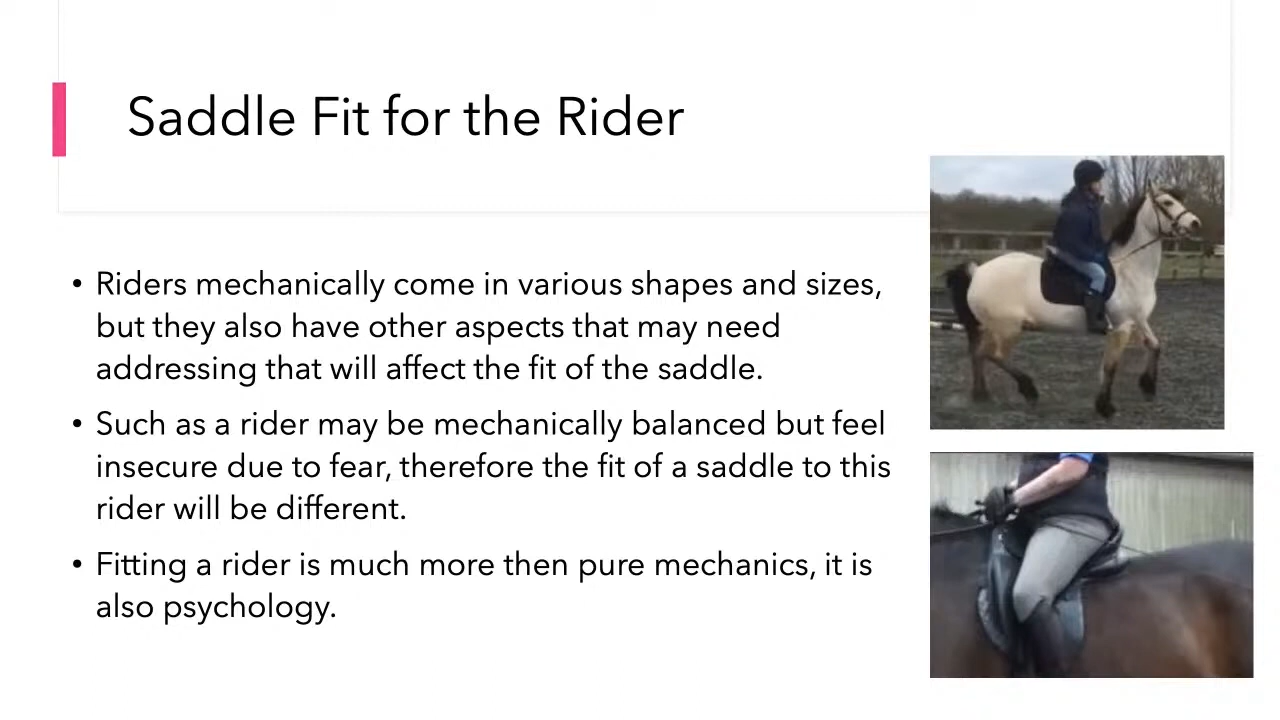 Saddle Fit for the Rider
• Riders mechanically come in various shapes and sizes,
but they also have other aspects that may need
addressing that will affect the fit of the saddle.
• Such as a rider may be mechanically balanced but feel
insecure due to fear, therefore the fit of a saddle to this
rider will be different.
• Fitting a rider is much more then pure mechanics, it is
also psychology.